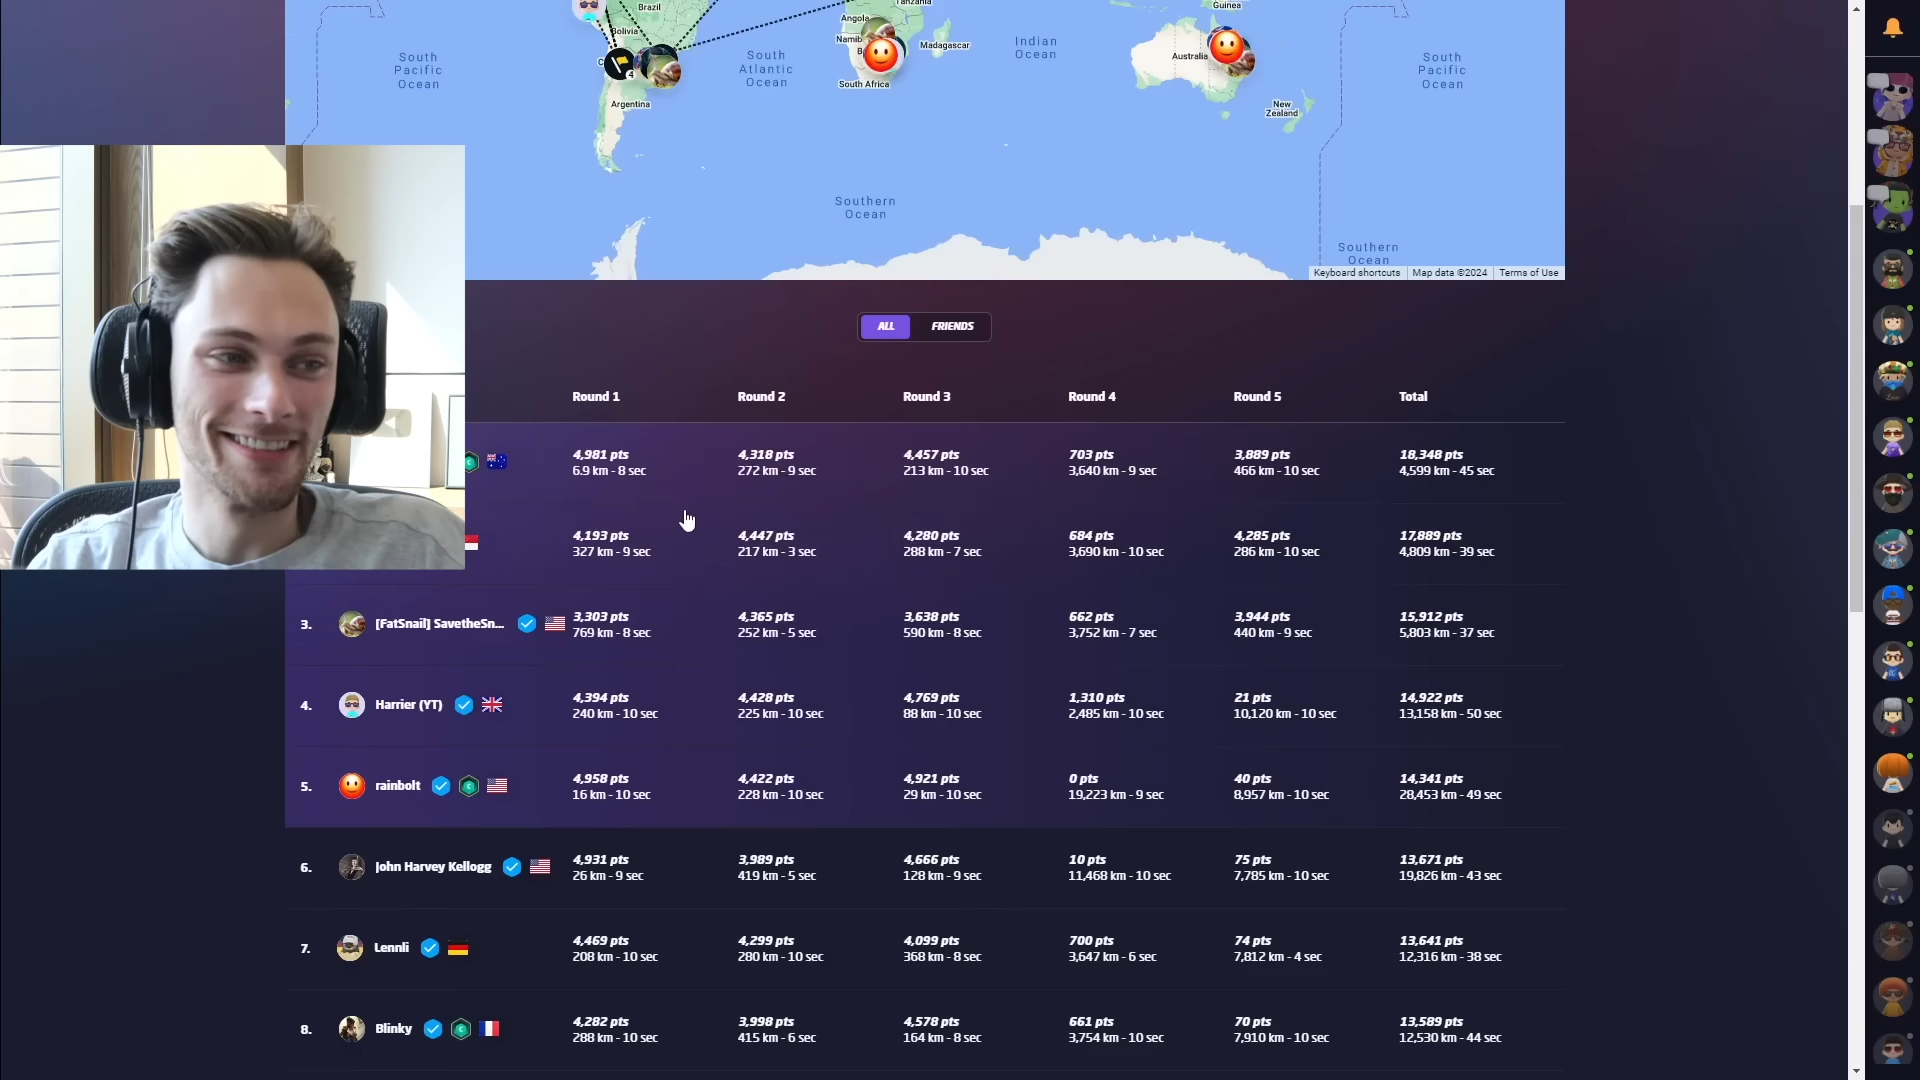 Brazil
Tanzania
Guinea
Angola
Bolivia
Namib
B
Madagascar
Indian
Ocean
Australia
South
Pacific
Ocean
South
Atlantic
Ocean
South
Pacific
Ocean
C
4
South Africa
Argentina
New
Zealand
Southern
Ocean
Southern
Ocean
Keyboard shortcuts
Map data ©2024
Terms of Use
ALL
FRIENDS
Round 1 Round 2 Round 3 Round 4 Round 5 Total
4,981 pts 4,318 pts 4,457 pts 703 pts 3,889 pts 18,348 pts
6.9 km - 8 sec 272 km - 9 sec 213 km - 10 sec 3,640 km - 9 sec 466 km - 10 sec 4,599 km - 45 sec
4,193 pts 4,447 pts 4,280 pts 684 pts 4,285 pts 17,889 pts
327 km - 9 sec 217 km - 3 sec 288 km - 7 sec 3,690 km - 10 sec 286 km - 10 sec 4,809 km - 39 sec
3. [FatSnail] SavetheSn... 3,303 pts 4,365 pts 3,638 pts 662 pts 3,944 pts 15,912 pts
769 km - 8 sec 252 km - 5 sec 590 km - 8 sec 3,752 km - 7 sec 440 km - 9 sec 5,803 km - 37 sec
4. Harrier (YT) 4,394 pts 4,428 pts 4,769 pts 1,310 pts 21 pts 14,922 pts
240 km - 10 sec 225 km - 10 sec 88 km - 10 sec 2,485 km - 10 sec 10,120 km - 10 sec 13,158 km - 50 sec
5. rainbolt 4,958 pts 4,422 pts 4,921 pts 0 pts 40 pts 14,341 pts
16 km - 10 sec 228 km - 10 sec 29 km - 10 sec 19,223 km - 9 sec 8,957 km - 10 sec 28,453 km - 49 sec
6. John Harvey Kellogg 4,931 pts 3,989 pts 4,666 pts 10 pts 75 pts 13,671 pts
26 km - 9 sec 419 km - 5 sec 128 km - 9 sec 11,468 km - 10 sec 7,785 km - 10 sec 19,826 km - 43 sec
7. Lennli 4,469 pts 4,299 pts 4,099 pts 700 pts 74 pts 13,641 pts
208 km - 10 sec 280 km - 10 sec 368 km - 8 sec 3,647 km - 6 sec 7,812 km - 4 sec 12,316 km - 38 sec
8. Blinky 4,282 pts 3,998 pts 4,578 pts 661 pts 70 pts 13,589 pts
288 km - 10 sec 415 km - 6 sec 164 km - 8 sec 3,754 km - 10 sec 7,910 km - 10 sec 12,530 km - 44 sec